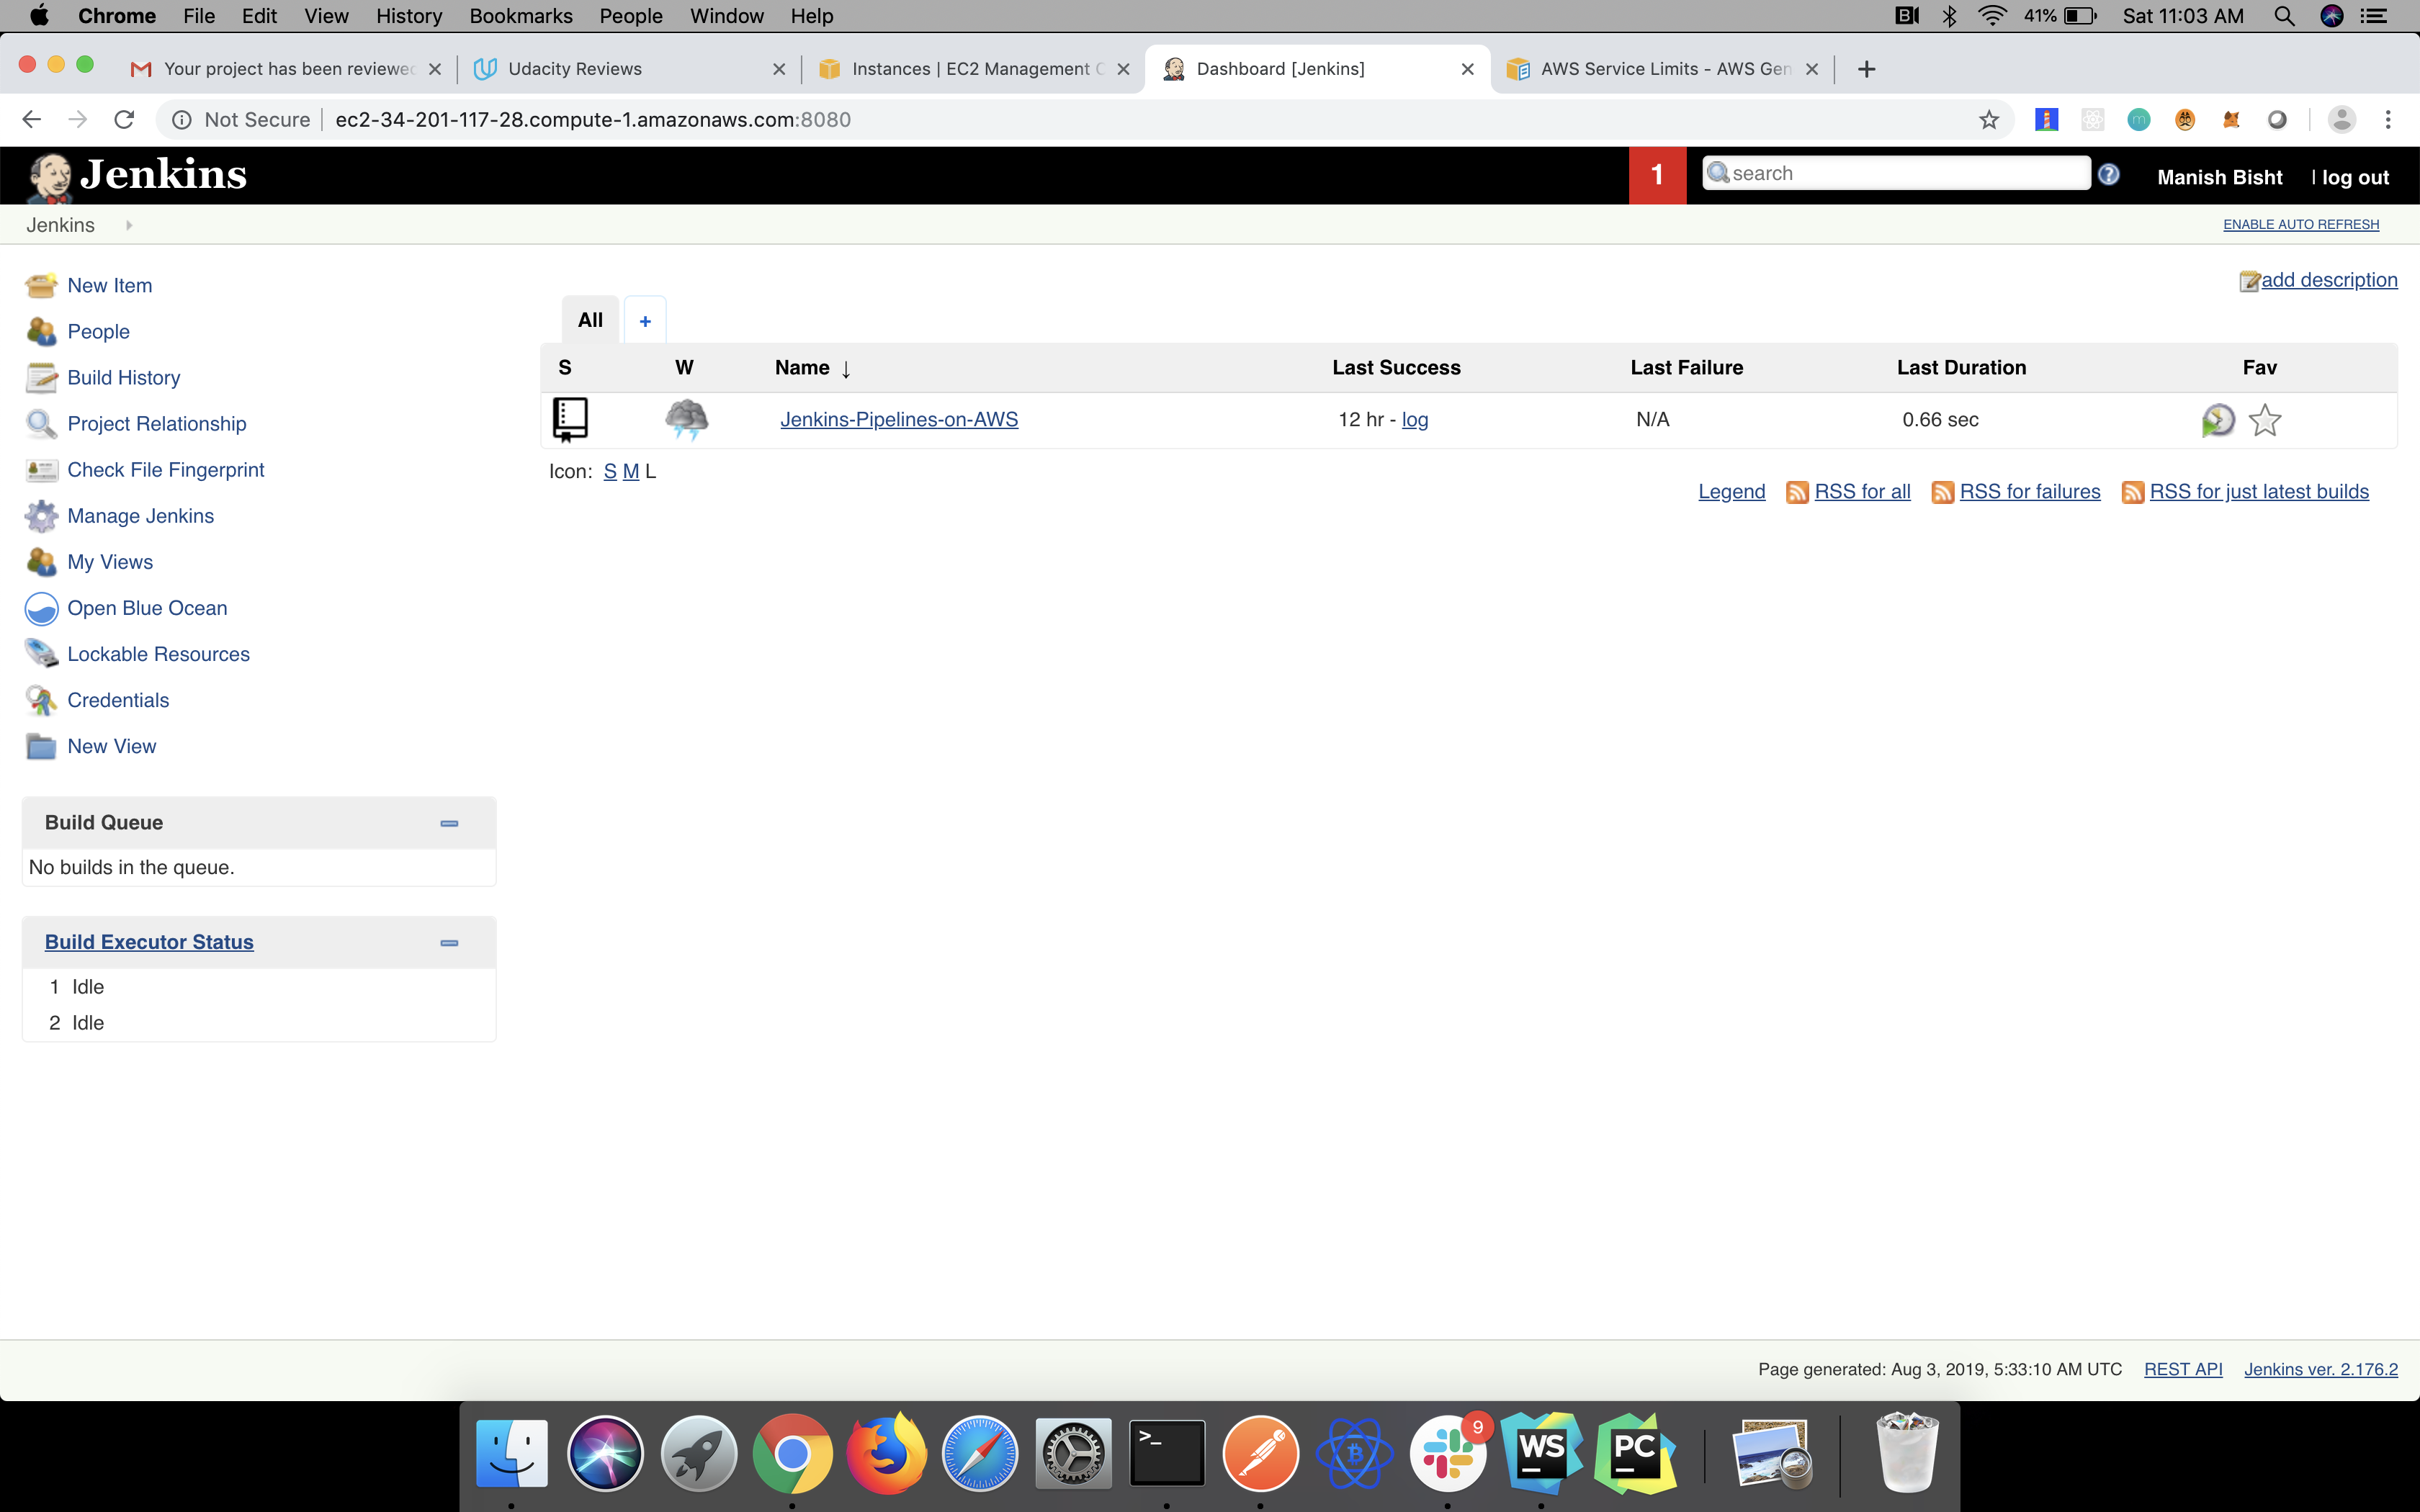 Chrome File Edit View History Bookmarks People Window Help 41% Sat 11:03 AM
Your project has been reviewed Udacity Reviews Instances | EC2 Management C Dashboard [Jenkins] AWS Service Limits - AWS Gen
Not Secure ec2-34-201-117-28.compute-1.amazonaws.com:8080
Jenkins 1 search Manish Bisht | log out
Jenkins ENABLE AUTO REFRESH
add description
New Item
People
Build History
Project Relationship
Check File Fingerprint
Manage Jenkins
My Views
Open Blue Ocean
Lockable Resources
Credentials
New View
Build Queue
No builds in the queue.
Build Executor Status
1 Idle
2 Idle
All +
S W Name ↓ Last Success Last Failure Last Duration Fav
Jenkins-Pipelines-on-AWS 12 hr - log N/A 0.66 sec
Icon: S M L
Legend RSS for all RSS for failures RSS for just latest builds
Page generated: Aug 3, 2019, 5:33:10 AM UTC REST API Jenkins ver. 2.176.2
>_ 9 WS PC